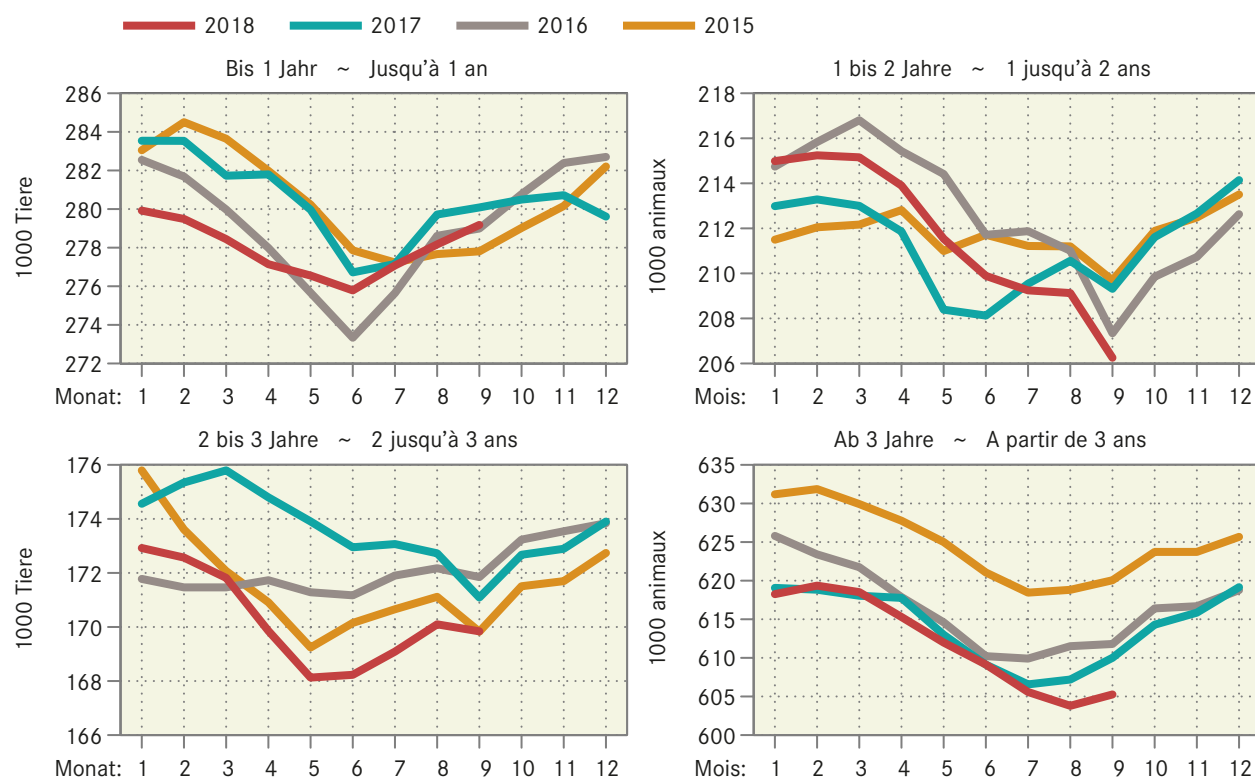 2018 2017 2016 2015
Bis 1 Jahr ~ Jusqu'à 1 an
1000 Tiere
286
284
282
280
278
276
274
272
Monat: 1 2 3 4 5 6 7 8 9 10 11 12
1 bis 2 Jahre ~ 1 jusqu'à 2 ans
1000 animaux
218
216
214
212
210
208
206
Mois: 1 2 3 4 5 6 7 8 9 10 11 12
2 bis 3 Jahre ~ 2 jusqu'à 3 ans
1000 Tiere
176
174
172
170
168
166
Monat: 1 2 3 4 5 6 7 8 9 10 11 12
Ab 3 Jahre ~ A partir de 3 ans
1000 animaux
635
630
625
620
615
610
605
600
Mois: 1 2 3 4 5 6 7 8 9 10 11 12